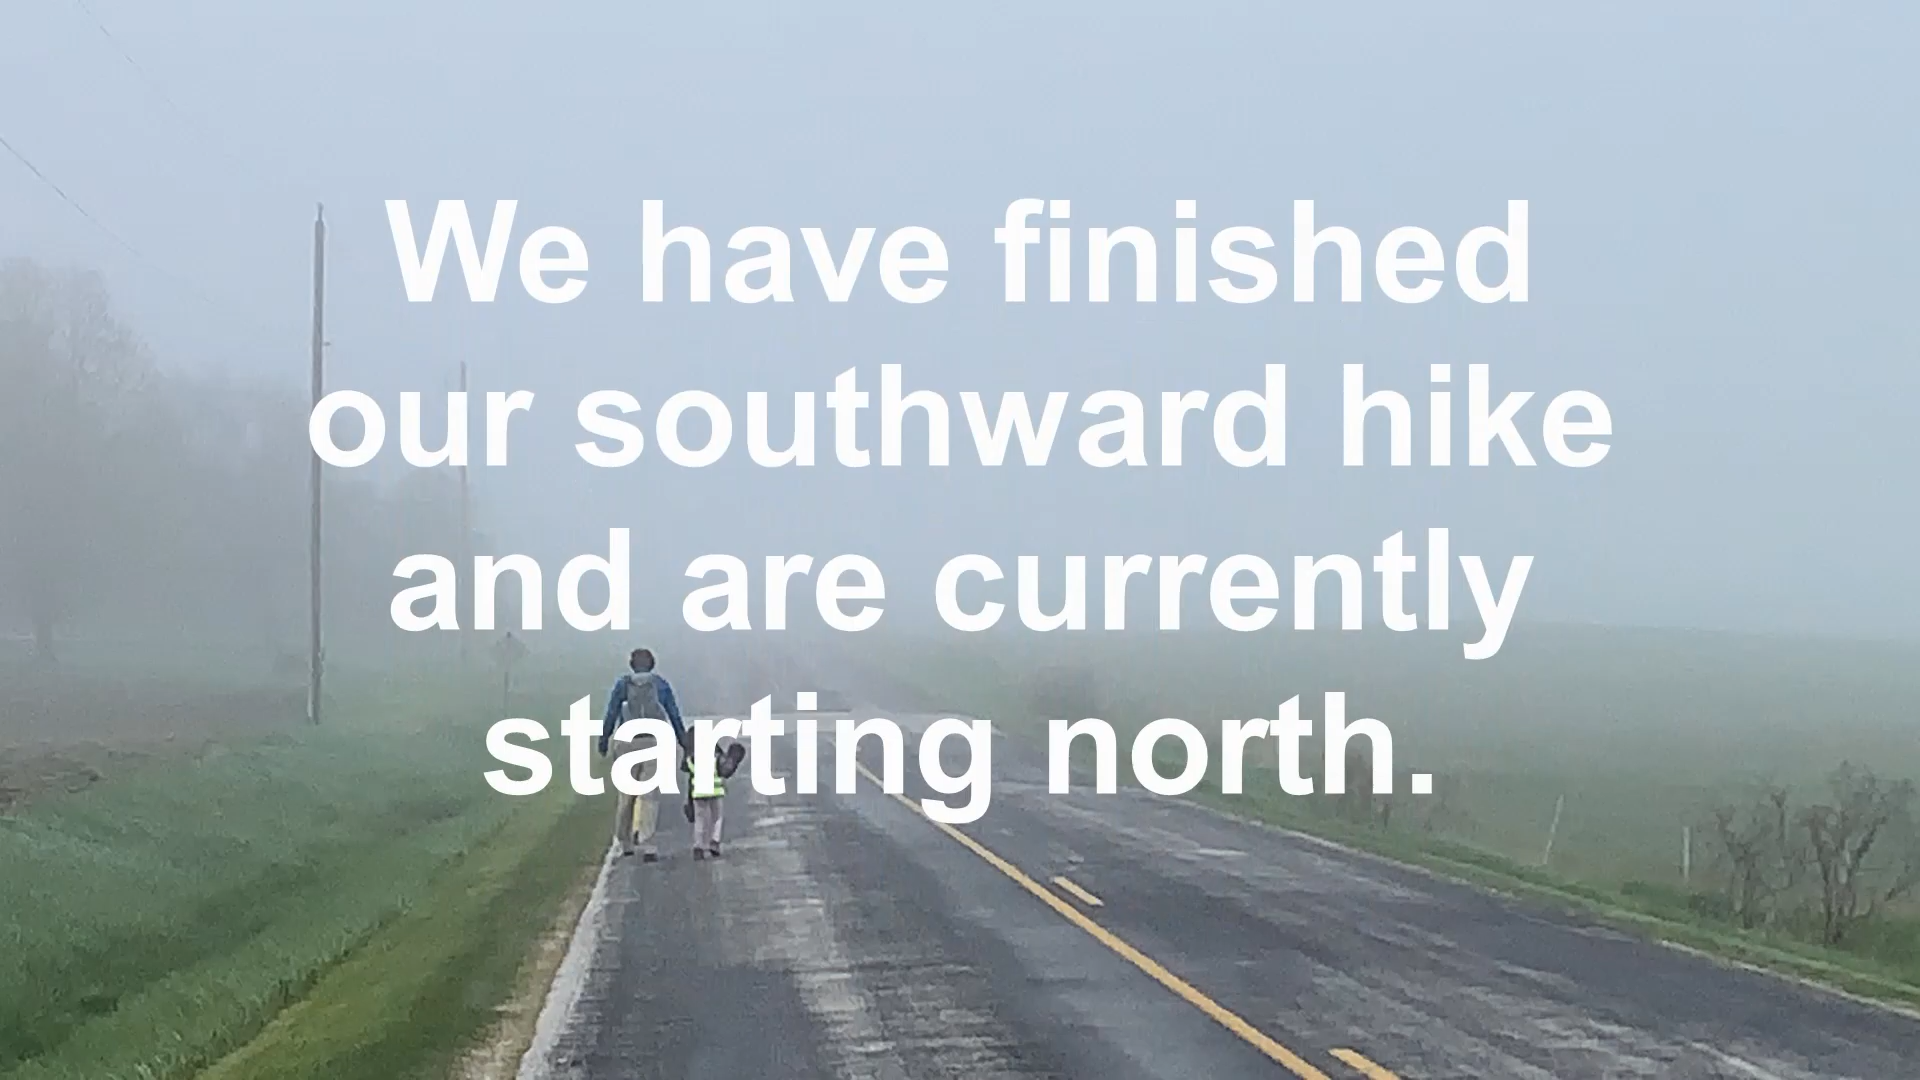 We have finished
our southward hike
and are currently
starting north.